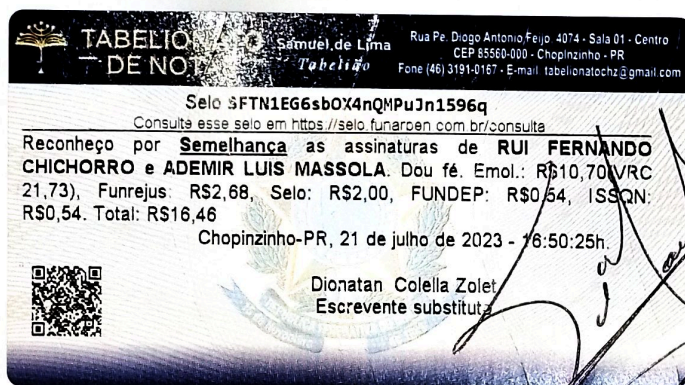 TABELIONATO
DE NOTAS
Samuel de Lima
Tabelião
Rua Pe. Diogo Antonio Feijo, 4074 - Sala 01 - Centro
CEP 85560-000 - Chopinzinho - PR
Fone (46) 3191-0167 - E-mail tabelionatochz@gmail.com
Selo SFTN1EG6sbOX4nQMPuJn1596q
Consulte esse selo em https://selo.funarpen.com.br/consulta
Reconheço por Semelhança as assinaturas de RUI FERNANDO
CHICHORRO e ADEMIR LUIS MASSOLA. Dou fé. Emol.: R$10,70(VRC
21,73), Funrejus: R$2,68, Selo: R$2,00, FUNDEP: R$0,54, ISSQN:
R$0,54. Total: R$16,46
Chopinzinho-PR, 21 de julho de 2023 - 16:50:25h.
Dionatan Colella Zolet
Escrevente substituta